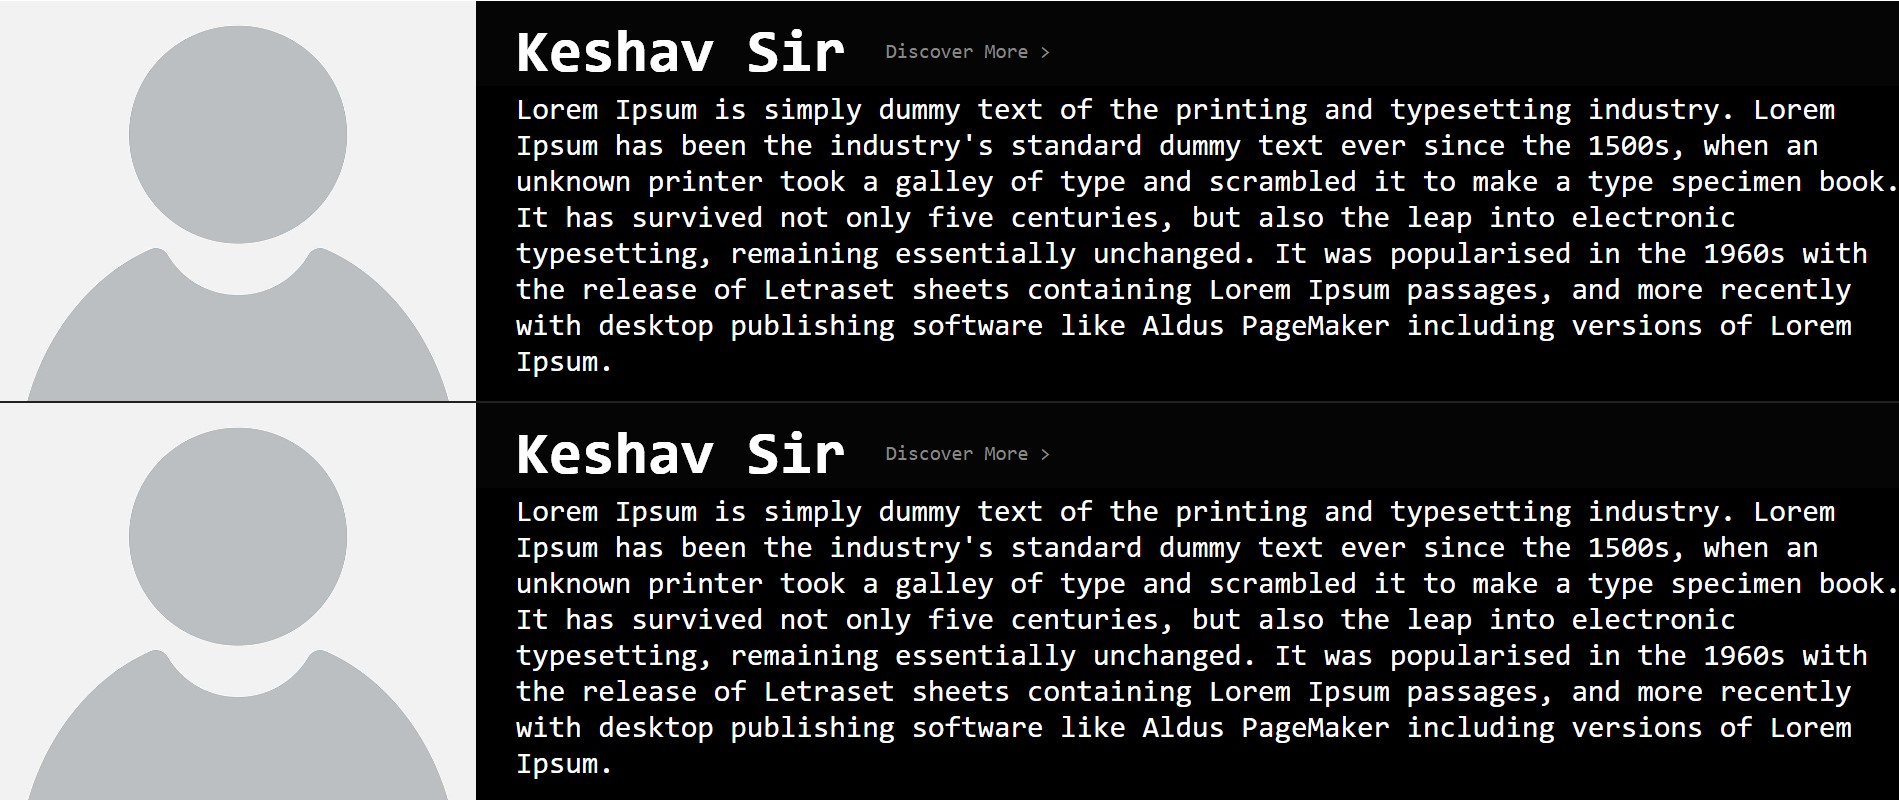 Keshav Sir Discover More >
Lorem Ipsum is simply dummy text of the printing and typesetting industry. Lorem
Ipsum has been the industry's standard dummy text ever since the 1500s, when an
unknown printer took a galley of type and scrambled it to make a type specimen book.
It has survived not only five centuries, but also the leap into electronic
typesetting, remaining essentially unchanged. It was popularised in the 1960s with
the release of Letraset sheets containing Lorem Ipsum passages, and more recently
with desktop publishing software like Aldus PageMaker including versions of Lorem
Ipsum.
Keshav Sir Discover More >
Lorem Ipsum is simply dummy text of the printing and typesetting industry. Lorem
Ipsum has been the industry's standard dummy text ever since the 1500s, when an
unknown printer took a galley of type and scrambled it to make a type specimen book.
It has survived not only five centuries, but also the leap into electronic
typesetting, remaining essentially unchanged. It was popularised in the 1960s with
the release of Letraset sheets containing Lorem Ipsum passages, and more recently
with desktop publishing software like Aldus PageMaker including versions of Lorem
Ipsum.